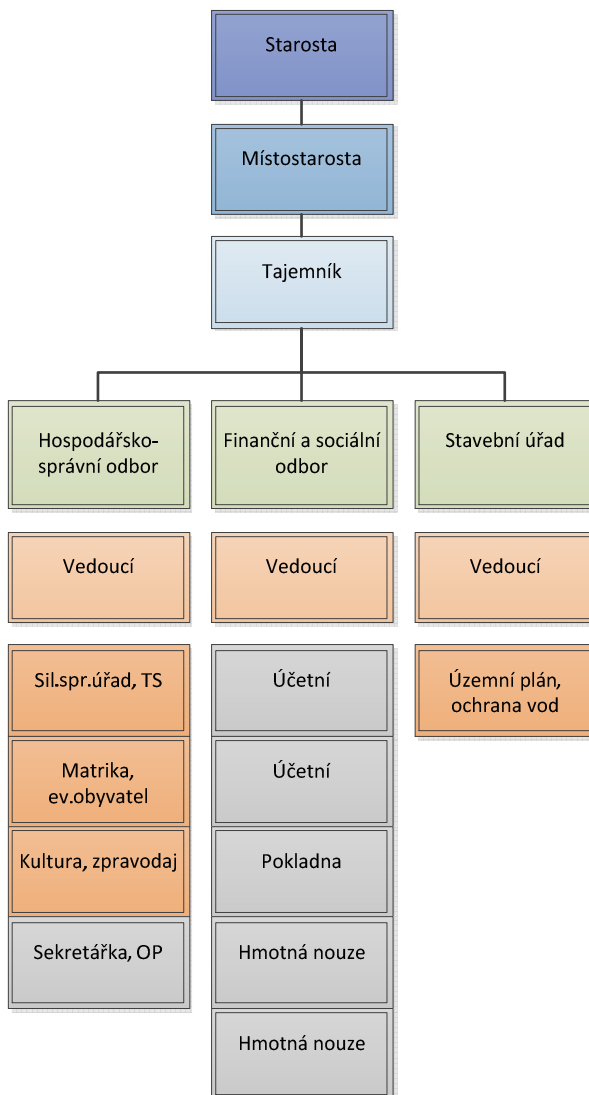 Starosta
Místostarosta
Tajemník
Hospodářsko-
správní odbor
Finanční a sociální
odbor
Stavební úřad
Vedoucí
Vedoucí
Vedoucí
Sil.spr.úřad, TS
Matrika,
ev.obyvatel
Kultura, zpravodaj
Sekretářka, OP
Účetní
Účetní
Pokladna
Hmotná nouze
Hmotná nouze
Územní plán,
ochrana vod